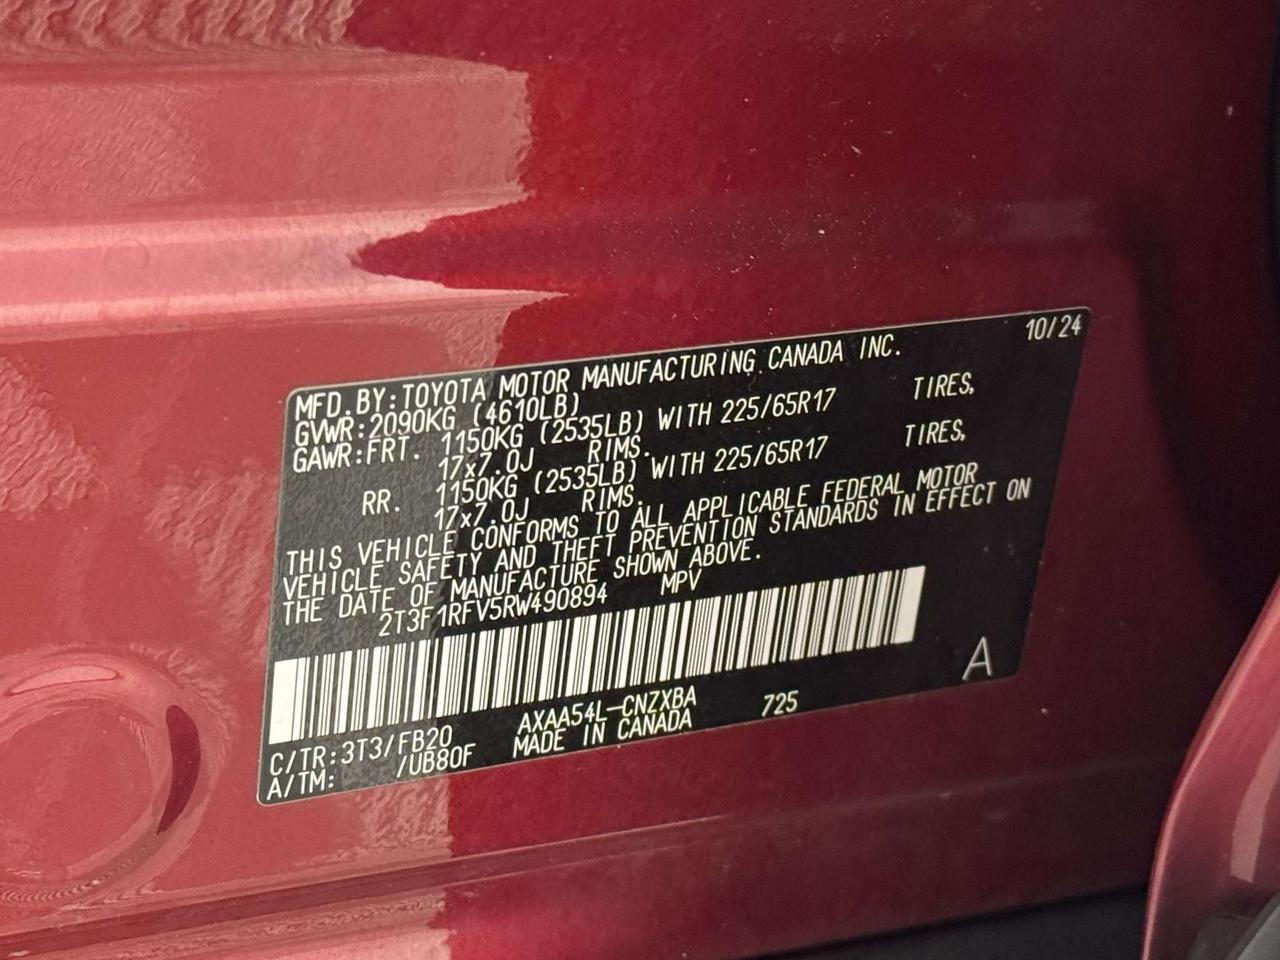 10/24
MFD.BY:TOYOTA MOTOR MANUFACTURING CANADA INC.
GVWR:2090KG (4610LB)
GAWR:FRT. 1150KG (2535LB) WITH 225/65R17 TIRES,
17x7.0J RIMS.
RR. 1150KG (2535LB) WITH 225/65R17 TIRES,
17x7.0J RIMS.
THIS VEHICLE CONFORMS TO ALL APPLICABLE FEDERAL MOTOR
VEHICLE SAFETY AND THEFT PREVENTION STANDARDS IN EFFECT ON
THE DATE OF MANUFACTURE SHOWN ABOVE.
2T3F1RFV5RW490894 MPV
A
C/TR:3T3/FB20 AXAA54L-CNZXBA 725
A/TM: /UB80F MADE IN CANADA